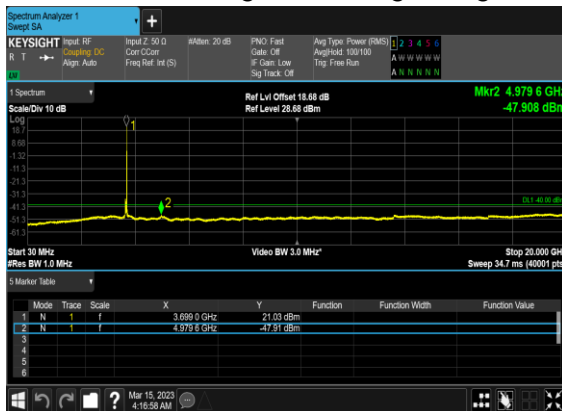 Spectrum Analyzer 1
Swept SA
KEYSIGHT Input: RF Input Z: 50 Ω #Atten: 20 dB PNO: Fast Avg Type: Power (RMS) 1 2 3 4 5 6
R T Coupling: DC Corr CCorr Gate: Off Avg|Hold: 100/100 A W W W W W
Align: Auto Freq Ref: Int (S) IF Gain: Low Trig: Free Run A N N N N N
LXI Sig Track: Off
1 Spectrum Ref Lvl Offset 18.68 dB Mkr2 4.979 6 GHz
Scale/Div 10 dB Ref Level 28.68 dBm -47.908 dBm
Log
18.7 1
8.68
-1.32
-11.3
-21.3
-31.3
-41.3 2 DL1 -40.00 dBm
-51.3
-61.3
Start 30 MHz Video BW 3.0 MHz* Stop 20.000 GHz
#Res BW 1.0 MHz Sweep 34.7 ms (40001 pts)
5 Marker Table
Mode Trace Scale X Y Function Function Width Function Value
1 N 1 f 3.699 0 GHz 21.03 dBm
2 N 1 f 4.979 6 GHz -47.91 dBm
3
4
5
6
? Mar 15, 2023
4:16:58 AM